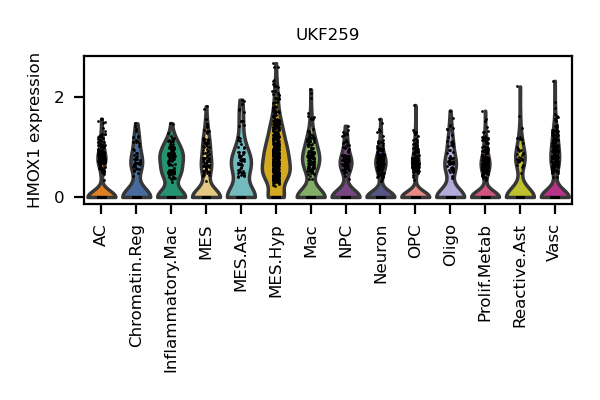 UKF259
HMOX1 expression
2
0
AC
Chromatin.Reg
Inflammatory.Mac
MES
MES.Ast
MES.Hyp
Mac
NPC
Neuron
OPC
Oligo
Prolif.Metab
Reactive.Ast
Vasc